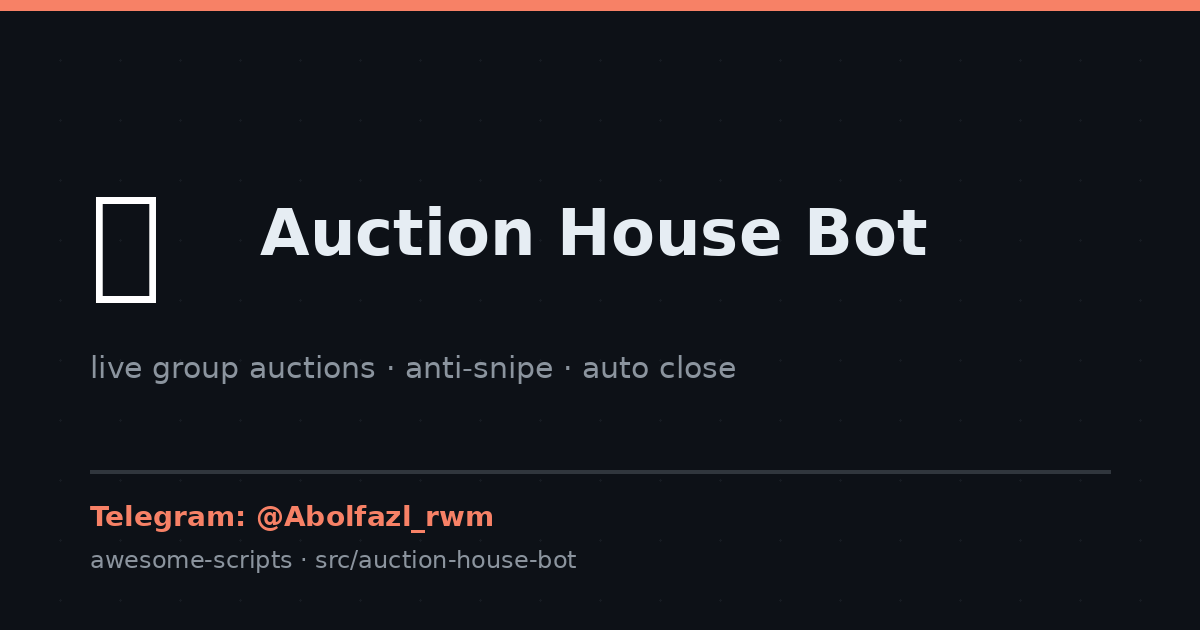 Auction House Bot
live group auctions · anti-snipe · auto close
Telegram: @Abolfazl_rwm
awesome-scripts · src/auction-house-bot